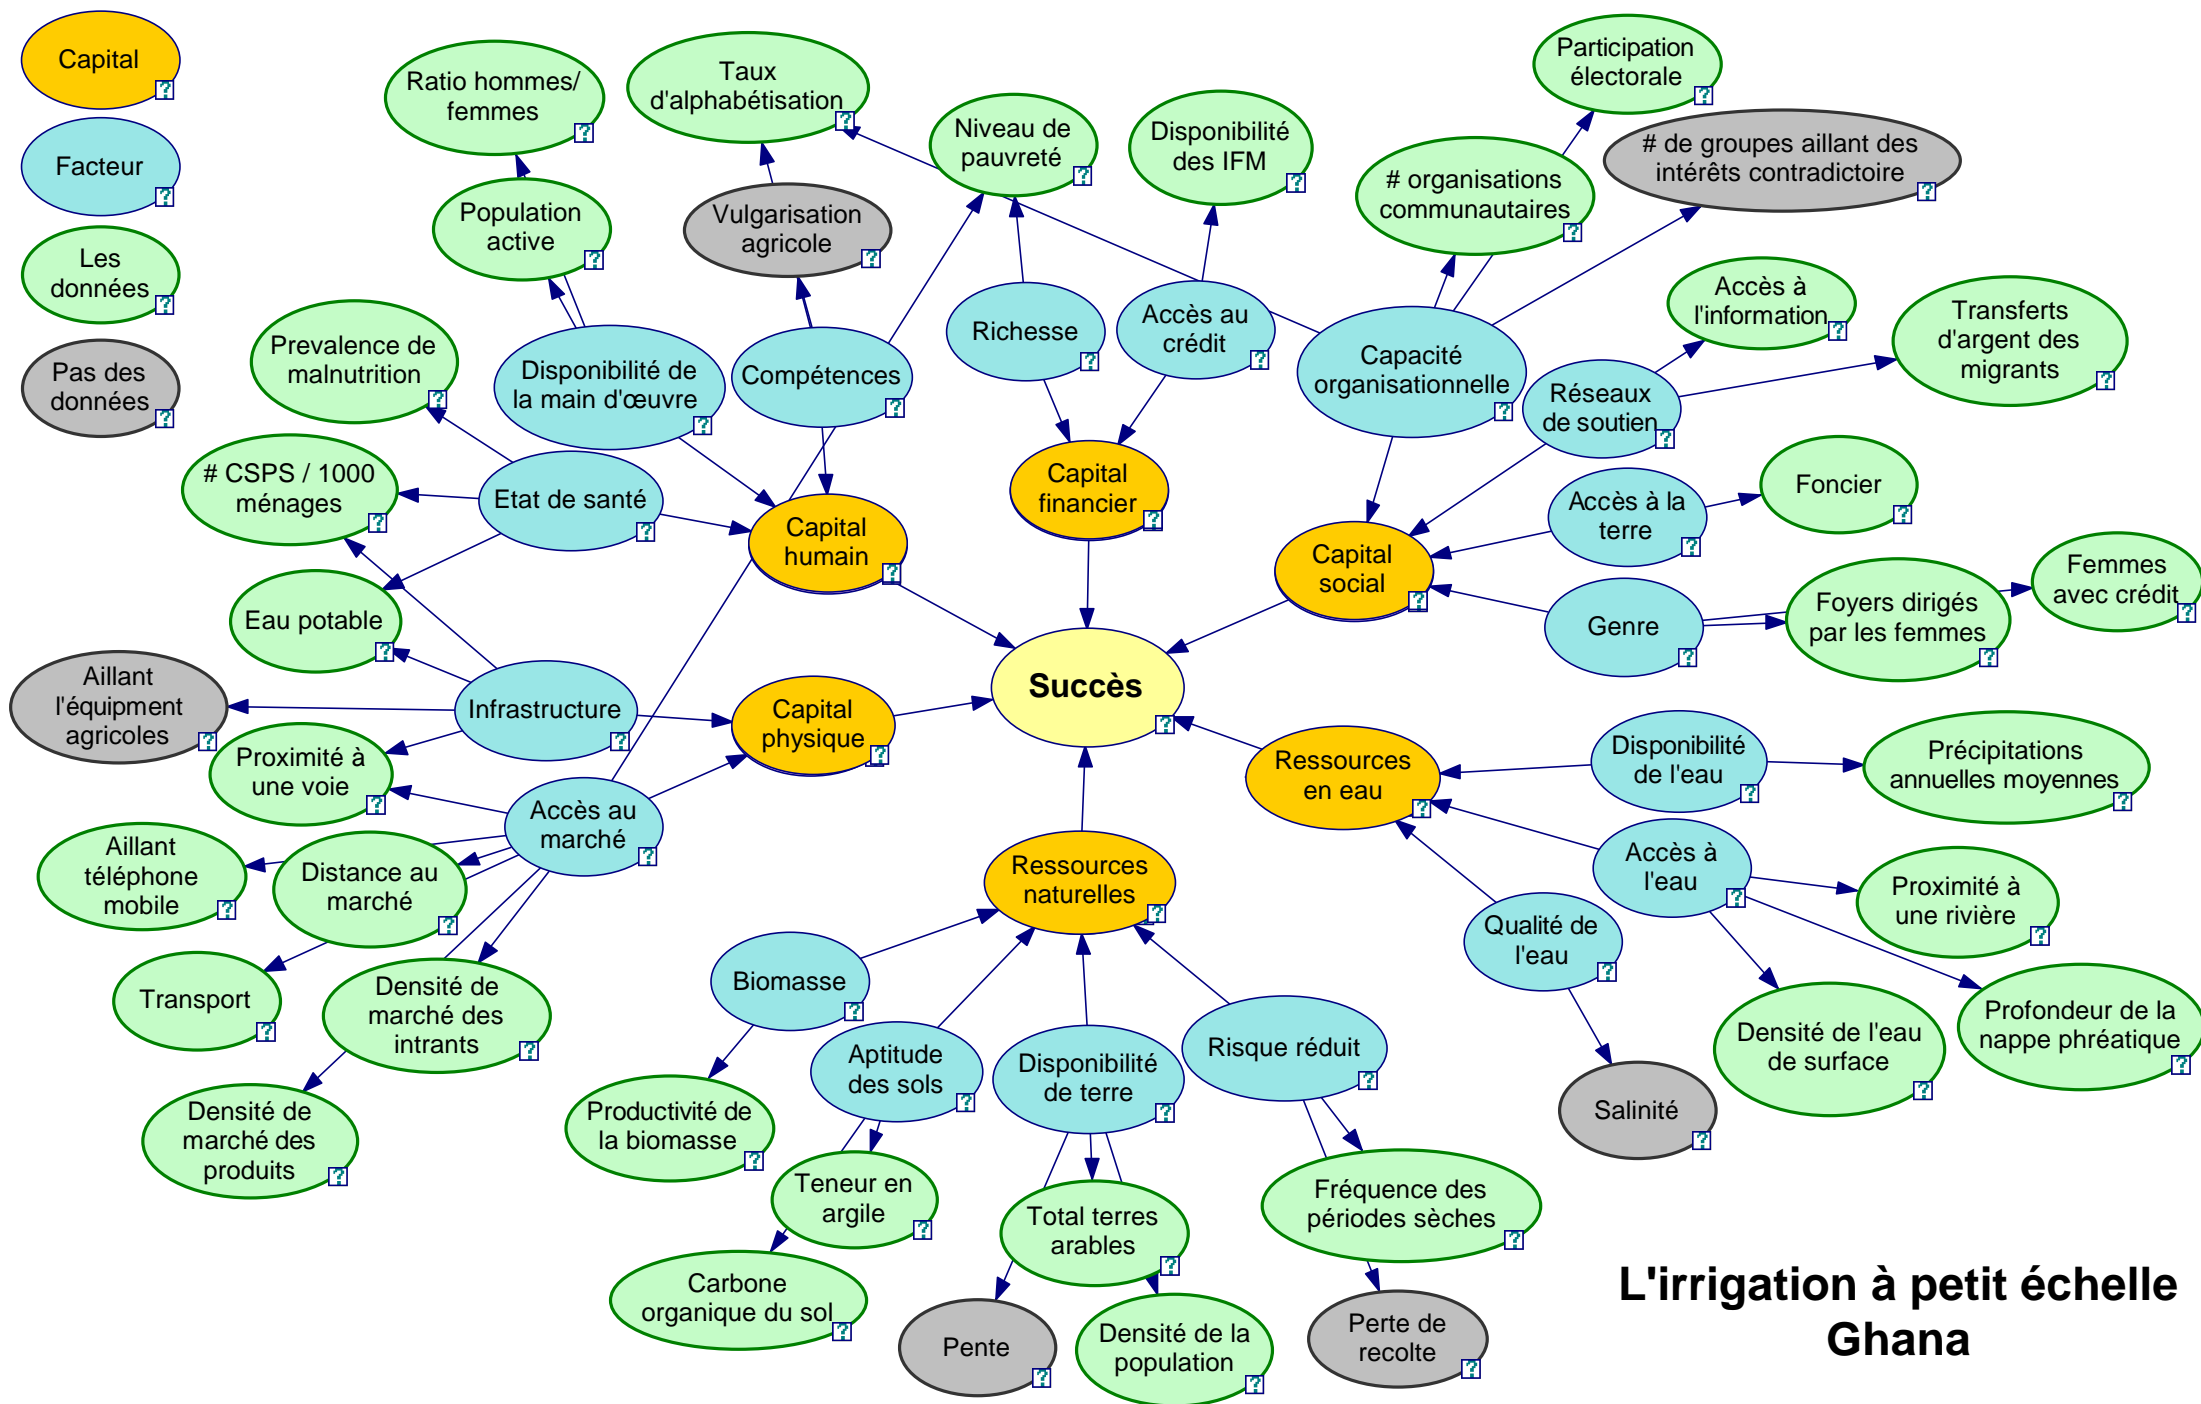 Capital
Facteur
Les
données
Pas des
données
Ratio hommes/
femmes
Taux
d'alphabétisation
Niveau de
pauvreté
Disponibilité
des IFM
Participation
électorale
# de groupes aillant des
intérêts contradictoire
# organisations
communautaires
Population
active
Vulgarisation
agricole
Accès à
l'information
Transferts
d'argent des
migrants
Prevalence de
malnutrition
Disponibilité de
la main d'œuvre
Compétences
Richesse
Accès au
crédit
Capacité
organisationnelle
Réseaux
de soutien
# CSPS / 1000
ménages
Etat de santé
Capital
humain
Capital
financier
Capital
social
Accès à la
terre
Foncier
Eau potable
Genre
Foyers dirigés
par les femmes
Femmes
avec crédit
Aillant
l'équipment
agricoles
Infrastructure
Capital
physique
Succès
Ressources
en eau
Disponibilité
de l'eau
Précipitations
annuelles moyennes
Proximité à
une voie
Accès au
marché
Aillant
téléphone
mobile
Distance au
marché
Ressources
naturelles
Accès à
l'eau
Proximité à
une rivière
Qualité de
l'eau
Transport
Densité de
marché des
intrants
Biomasse
Aptitude
des sols
Disponibilité
de terre
Risque réduit
Densité de l'eau
de surface
Profondeur de la
nappe phréatique
Densité de
marché des
produits
Productivité de
la biomasse
Salinité
Teneur en
argile
Total terres
arables
Fréquence des
périodes sèches
Carbone
organique du sol
Pente
Densité de la
population
Perte de
recolte
L'irrigation à petit échelle
Ghana